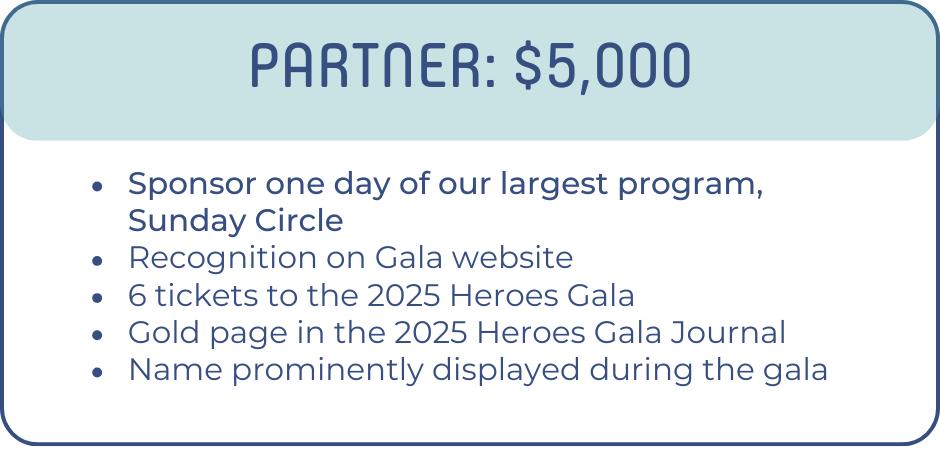 PARTNER: $5,000
• Sponsor one day of our largest program,
Sunday Circle
• Recognition on Gala website
• 6 tickets to the 2025 Heroes Gala
• Gold page in the 2025 Heroes Gala Journal
• Name prominently displayed during the gala